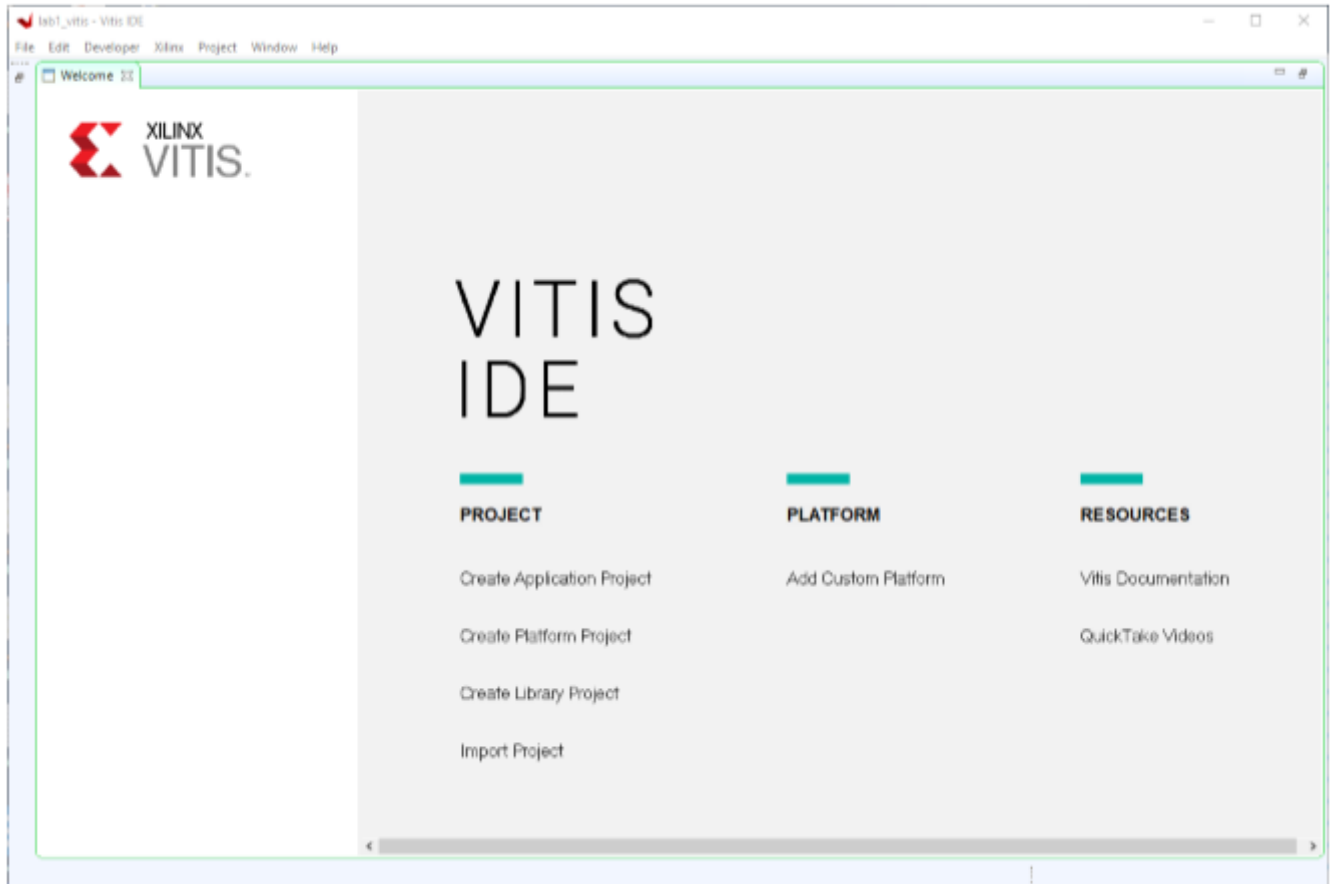 lab1_vitis - Vitis IDE
File Edit Developer Xilinx Project Window Help
Welcome
XILINX
VITIS.
VITIS
IDE
PROJECT PLATFORM RESOURCES
Create Application Project Add Custom Platform Vitis Documentation
Create Platform Project QuickTake Videos
Create Library Project
Import Project